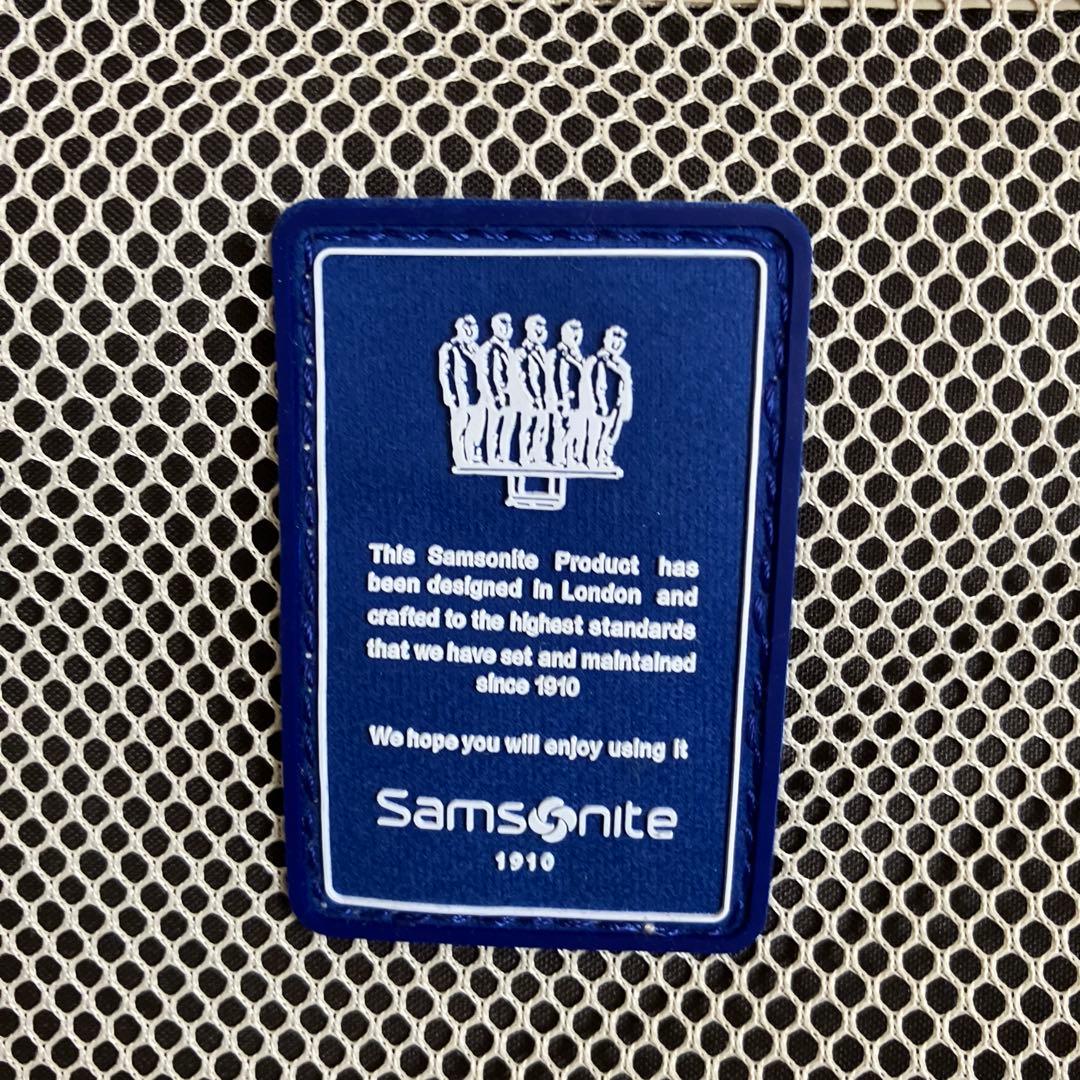 This Samsonite Product has
been designed in London and
crafted to the highest standards
that we have set and maintained
since 1910
We hope you will enjoy using it
Samsonite
1910